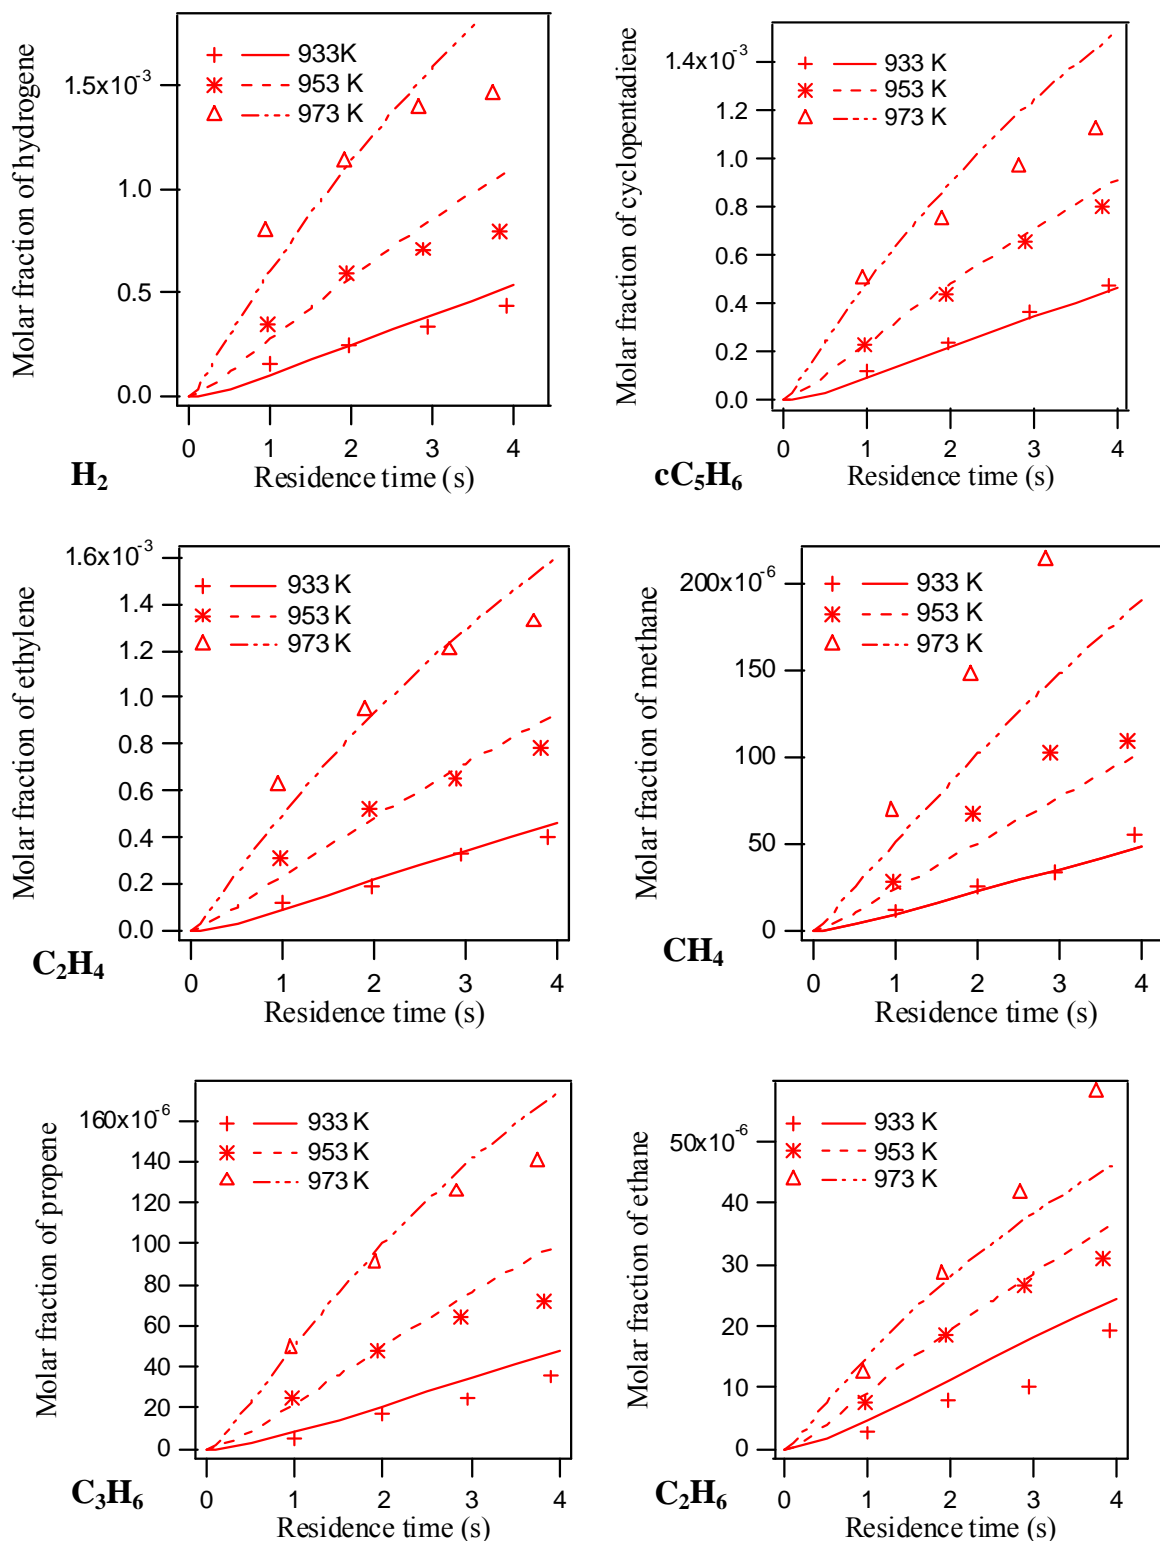 Molar fraction of hydrogene
933K
953 K
973 K
1.5x10-3
1.0
0.5
0.0
0 1 2 3 4
H2
Residence time (s)
Molar fraction of cyclopentadiene
933 K
953 K
973 K
1.4x10-3
1.2
1.0
0.8
0.6
0.4
0.2
0.0
0 1 2 3 4
cC5H6
Residence time (s)
Molar fraction of ethylene
933 K
953 K
973 K
1.6x10-3
1.4
1.2
1.0
0.8
0.6
0.4
0.2
0.0
0 1 2 3 4
C2H4
Residence time (s)
Molar fraction of methane
933 K
953 K
973 K
200x10-6
150
100
50
0
0 1 2 3 4
CH4
Residence time (s)
Molar fraction of propene
933 K
953 K
973 K
160x10-6
140
120
100
80
60
40
20
0
0 1 2 3 4
C3H6
Residence time (s)
Molar fraction of ethane
933 K
953 K
973 K
50x10-6
40
30
20
10
0
0 1 2 3 4
C2H6
Residence time (s)